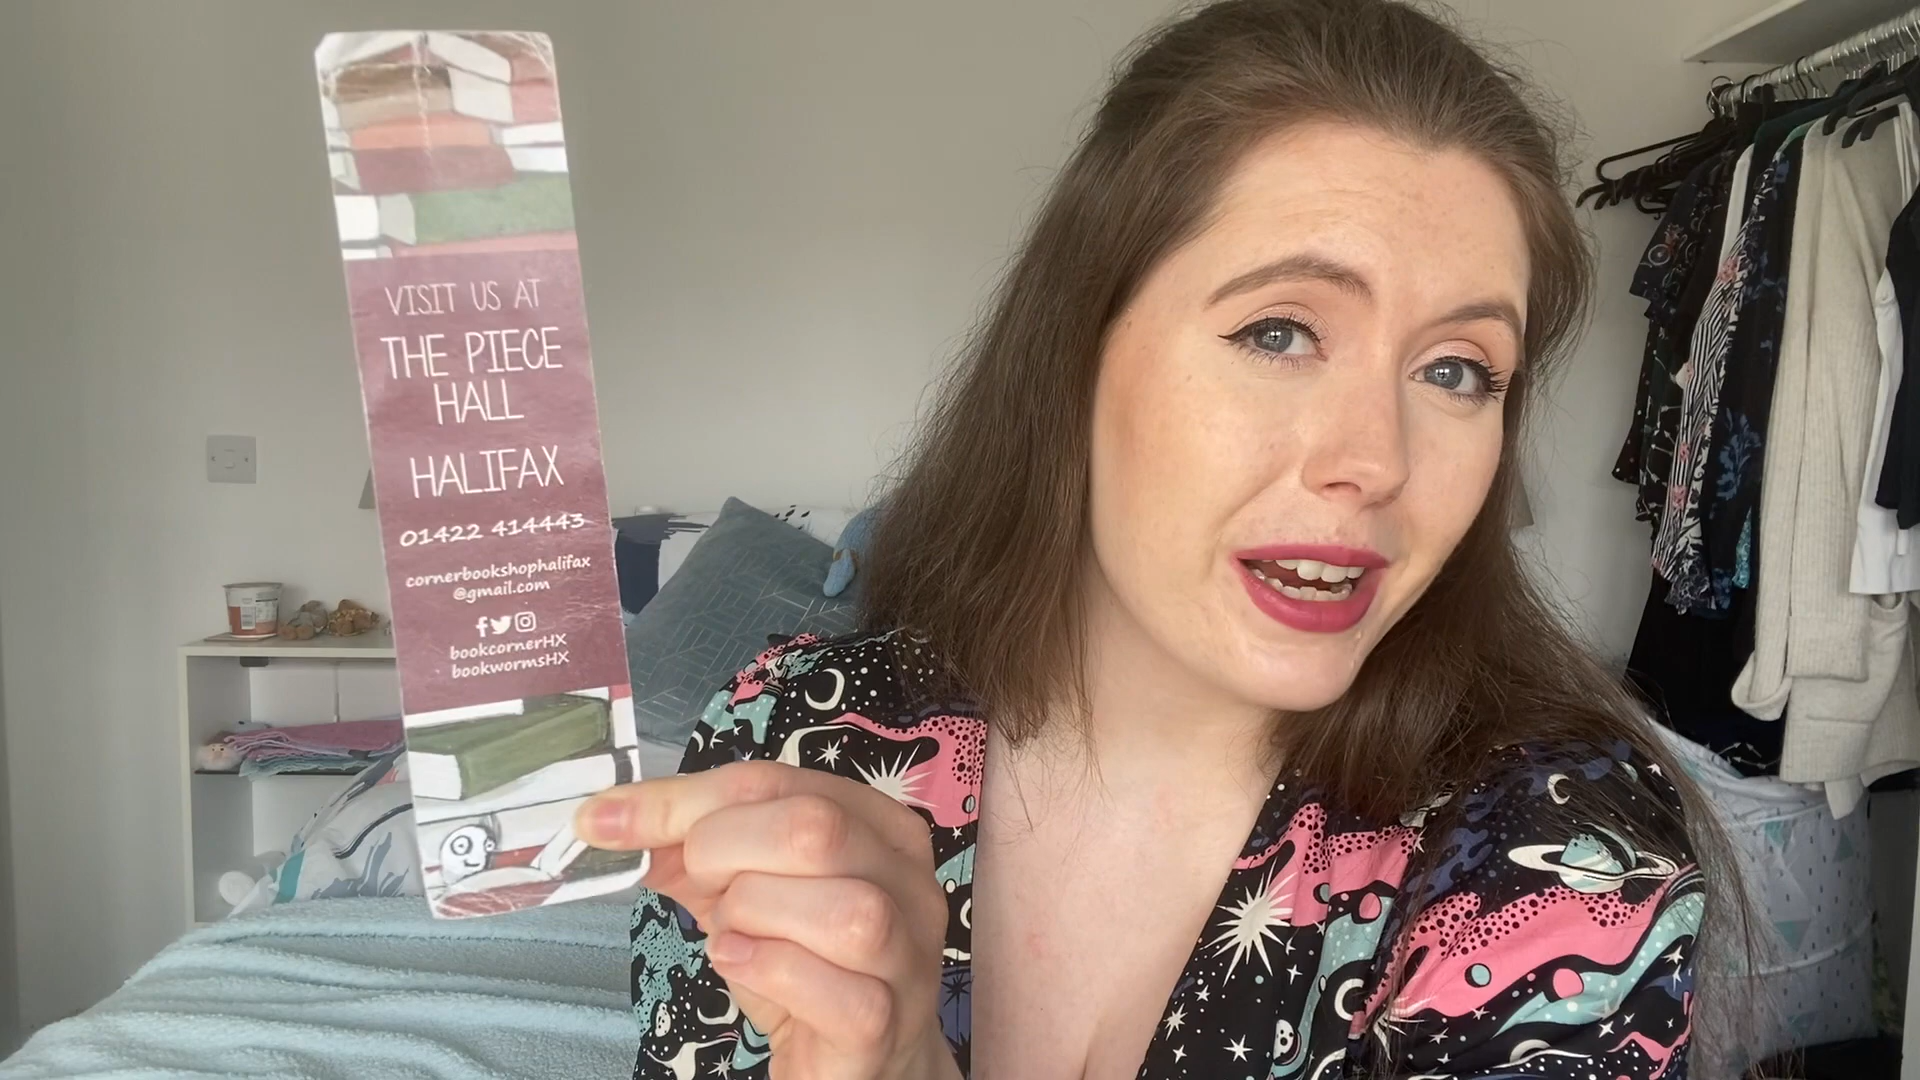 VISIT US AT
THE PIECE
HALL
HALIFAX
01422 414443
cornerbookshophalifax
@gmail.com
bookcornerHX
bookwormsHX